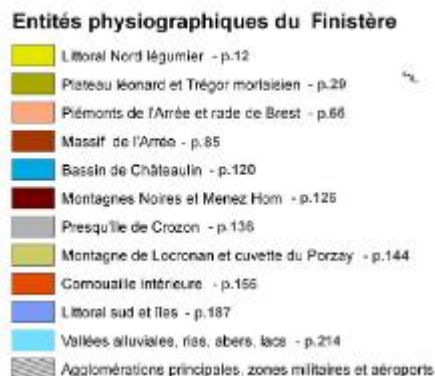 Entités physiographiques du Finistère
Littoral Nord légumier - p.12
Plateau léonard et Trégor morlaisien - p.29
Piémonts de l'Arrée et rade de Brest - p.66
Massif de l'Arrée - p.85
Bassin de Châteaulin - p.120
Montagnes Noires et Menez Hom - p.126
Presqu'île de Crozon - p.136
Montagne de Locronan et cuvette du Porzay - p.144
Cornouaille intérieure - p.155
Littoral sud et îles - p.187
Vallées alluviales, rias, abers, lacs - p.214
Agglomérations principales, zones militaires et aéroports